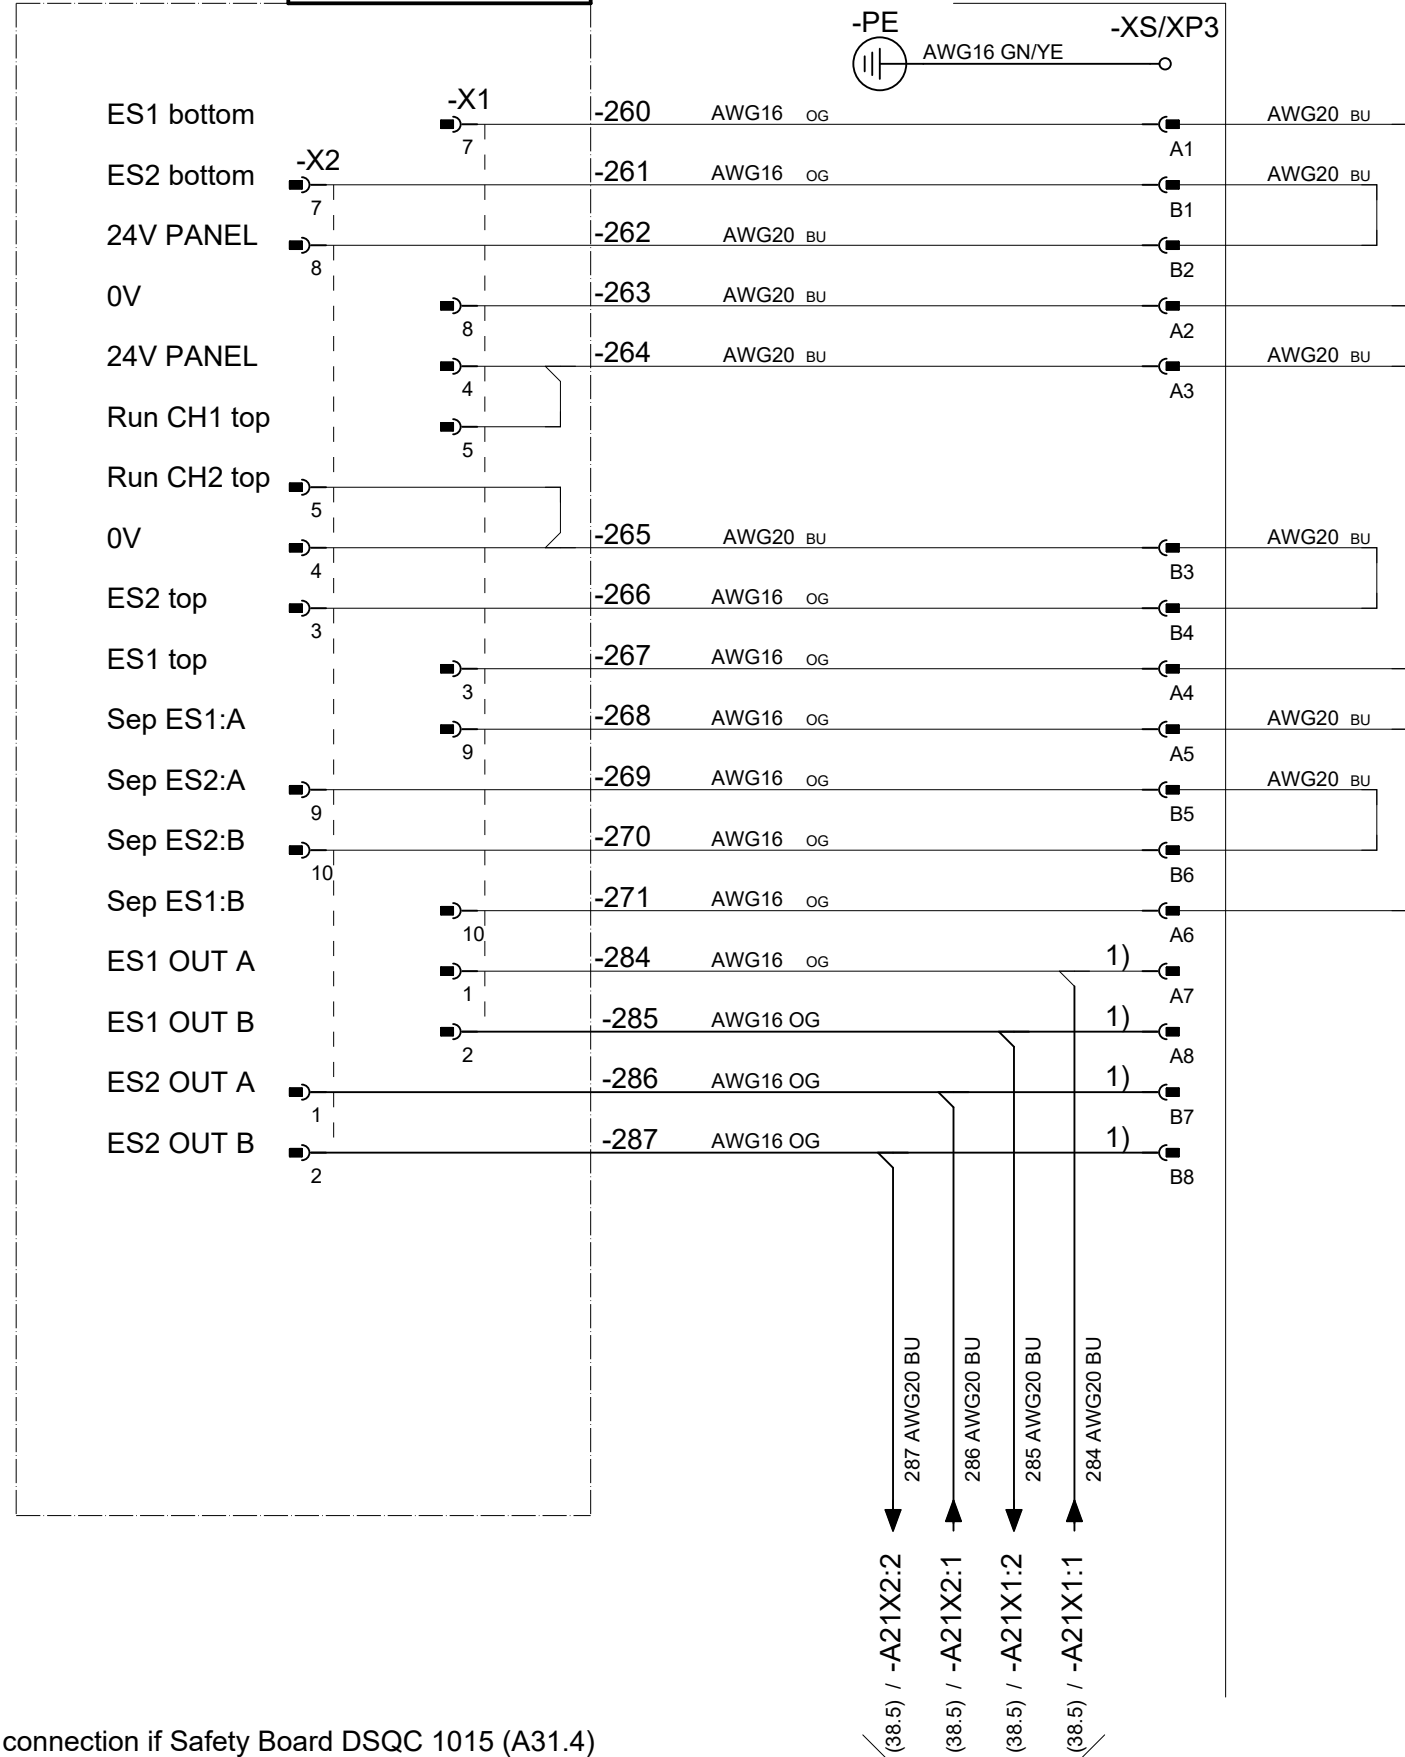 -PE
-XS/XP3
AWG16 GN/YE
ES1 bottom -X1 7 -260 AWG16 OG A1 AWG20 BU
ES2 bottom -X2 7 -261 AWG16 OG B1 AWG20 BU
24V PANEL 8 -262 AWG20 BU B2
0V 8 -263 AWG20 BU A2
24V PANEL 4 -264 AWG20 BU A3 AWG20 BU
Run CH1 top 5
Run CH2 top 5
0V 4 -265 AWG20 BU B3 AWG20 BU
ES2 top 3 -266 AWG16 OG B4
ES1 top 3 -267 AWG16 OG A4
Sep ES1:A 9 -268 AWG16 OG A5 AWG20 BU
Sep ES2:A 9 -269 AWG16 OG B5 AWG20 BU
Sep ES2:B 10 -270 AWG16 OG B6
Sep ES1:B 10 -271 AWG16 OG A6
ES1 OUT A 1 -284 AWG16 OG 1) A7
ES1 OUT B 2 -285 AWG16 OG 1) A8
ES2 OUT A 1 -286 AWG16 OG 1) B7
ES2 OUT B 2 -287 AWG16 OG 1) B8
287 AWG20 BU
286 AWG20 BU
285 AWG20 BU
284 AWG20 BU
(38.5) / -A21X2:2
(38.5) / -A21X2:1
(38.5) / -A21X1:2
(38.5) / -A21X1:1
connection if Safety Board DSQC 1015 (A31.4)